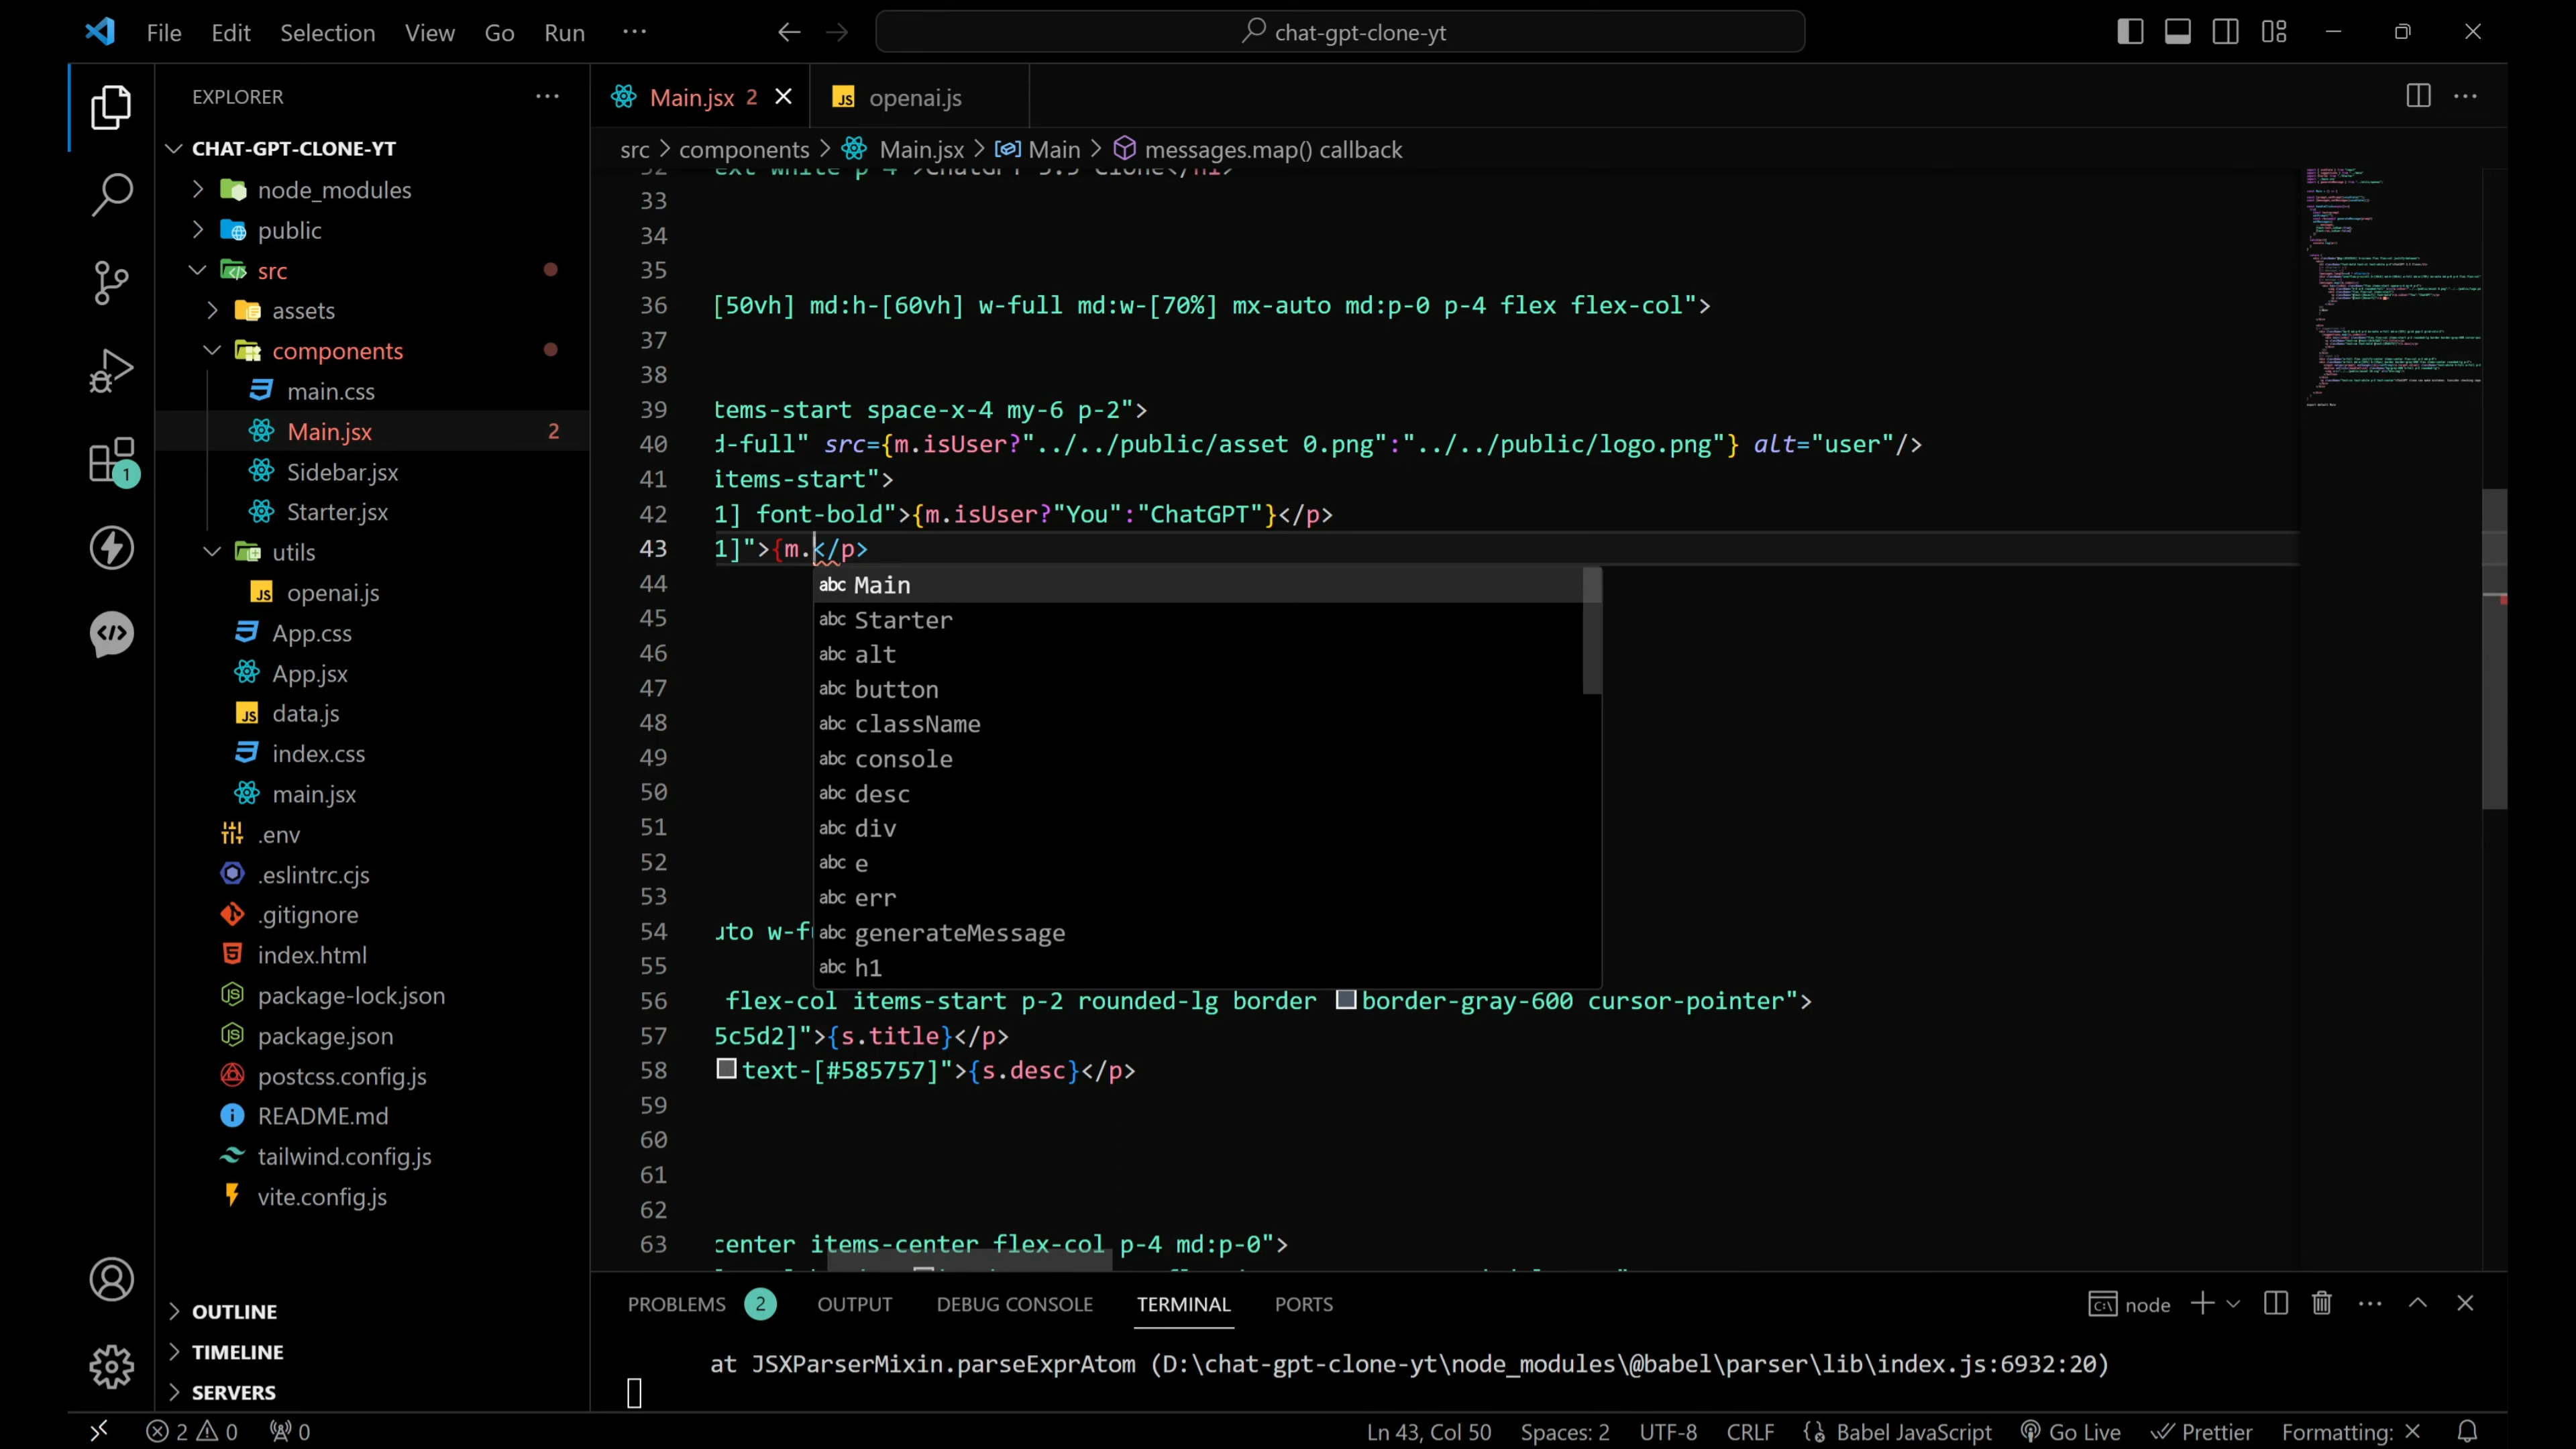 File Edit Selection View Go Run ···
chat-gpt-clone-yt
EXPLORER
CHAT-GPT-CLONE-YT
node_modules
public
src
assets
components
main.css
Main.jsx 2
Sidebar.jsx
Starter.jsx
utils
openai.js
App.css
App.jsx
data.js
index.css
main.jsx
.env
.eslintrc.cjs
.gitignore
index.html
package-lock.json
package.json
postcss.config.js
README.md
tailwind.config.js
vite.config.js
OUTLINE
TIMELINE
SERVERS
1
Main.jsx 2
JS openai.js
src > components > Main.jsx > Main > messages.map() callback
33
34
35
36 [50vh] md:h-[60vh] w-full md:w-[70%] mx-auto md:p-0 p-4 flex flex-col">
37
38
39 tems-start space-x-4 my-6 p-2">
40 d-full" src={m.isUser?"../../public/asset 0.png":"../../public/logo.png"} alt="user"/>
41 items-start">
42 1] font-bold">{m.isUser?"You":"ChatGPT"}</p>
43 1]">{m.</p>
44
45
46
47
48
49
50
51
52
53
54 uto w-f
55
56 flex-col items-start p-2 rounded-lg border border-gray-600 cursor-pointer">
57 5c5d2]">{s.title}</p>
58 text-[#585757]">{s.desc}</p>
59
60
61
62
63 center items-center flex-col p-4 md:p-0">
abc Main
abc Starter
abc alt
abc button
abc className
abc console
abc desc
abc div
abc e
abc err
abc generateMessage
abc h1
PROBLEMS 2 OUTPUT DEBUG CONSOLE TERMINAL PORTS
node
at JSXParserMixin.parseExprAtom (D:\chat-gpt-clone-yt\node_modules\@babel\parser\lib\index.js:6932:20)
2 0 0
Ln 43, Col 50 Spaces: 2 UTF-8 CRLF Babel JavaScript Go Live Prettier Formatting: ×